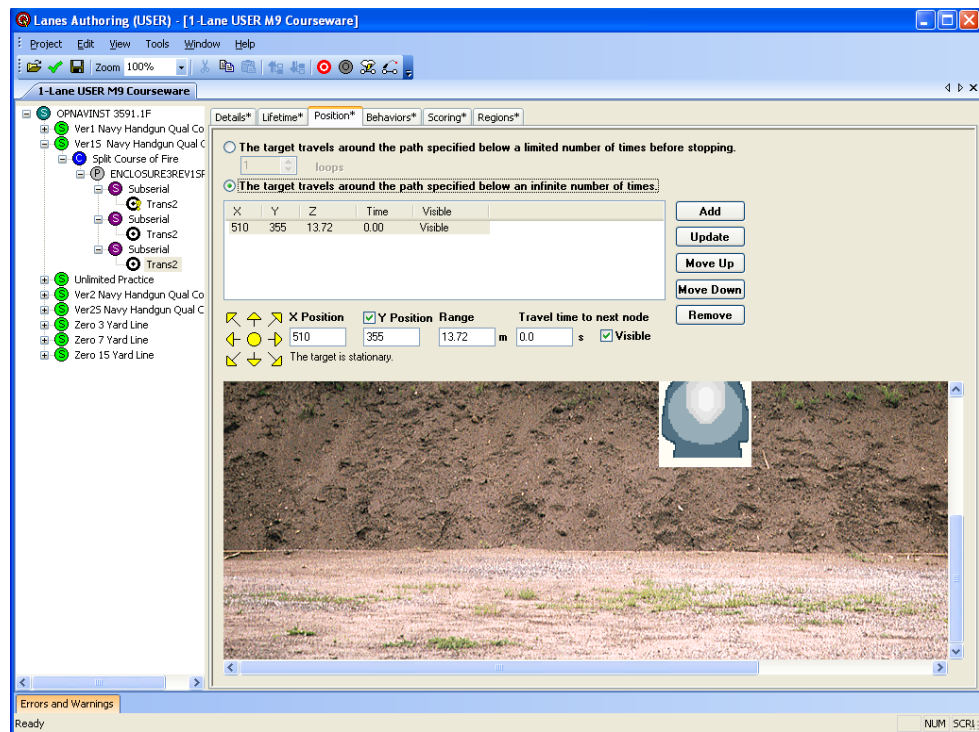 Lanes Authoring (USER) - [1-Lane USER M9 Courseware]
Project Edit View Tools Window Help
Zoom 100%
1-Lane USER M9 Courseware
OPNAVINST 3591.1F
Ver1 Navy Handgun Qual Co
Ver1S Navy Handgun Qual C
Split Course of Fire
ENCLOSURE3REV1SF
Subserial
Trans2
Subserial
Trans2
Subserial
Trans2
Unlimited Practice
Ver2 Navy Handgun Qual Co
Ver2S Navy Handgun Qual C
Zero 3 Yard Line
Zero 7 Yard Line
Zero 15 Yard Line
Details* Lifetime* Position* Behaviors* Scoring* Regions*
The target travels around the path specified below a limited number of times before stopping.
1 loops
The target travels around the path specified below an infinite number of times.
X Y Z Time Visible
510 355 13.72 0.00 Visible
Add
Update
Move Up
Move Down
Remove
X Position Y Position Range Travel time to next node
510 355 13.72 m 0.0 s Visible
The target is stationary.
Errors and Warnings
Ready NUM SCRL